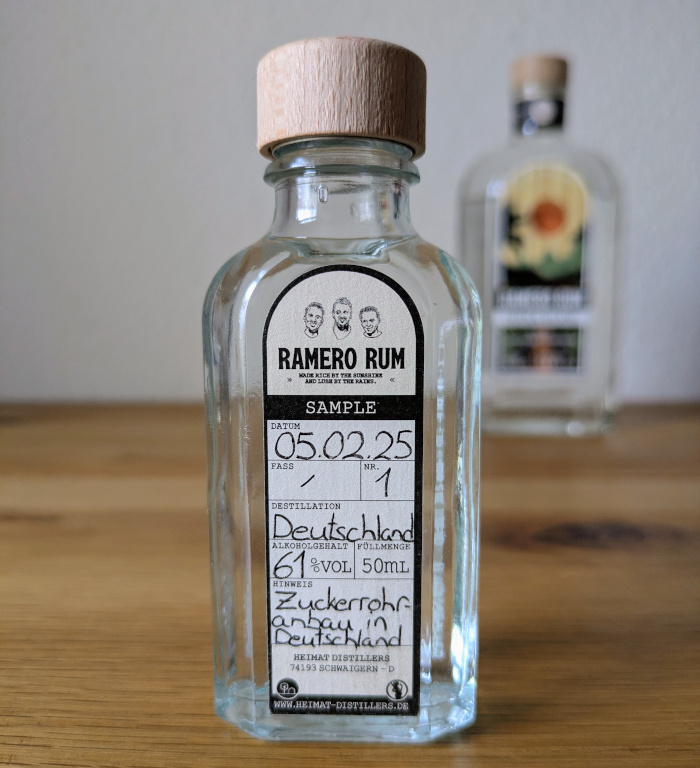 RAMERO RUM
» MADE RICH BY THE SUNSHINE
AND LUSH BY THE RAINS. «
SAMPLE
DATUM
05.02.25
FASS NR.
/ 1
DESTILLATION
Deutschland
ALKOHOLGEHALT FÜLLMENGE
61 %VOL 50mL
HINWEIS
Zuckerrohr-
anbau in
Deutschland
HEIMAT DISTILLERS
74193 SCHWAIGERN - D
WWW.HEIMAT-DISTILLERS.DE
RAMERO RUM